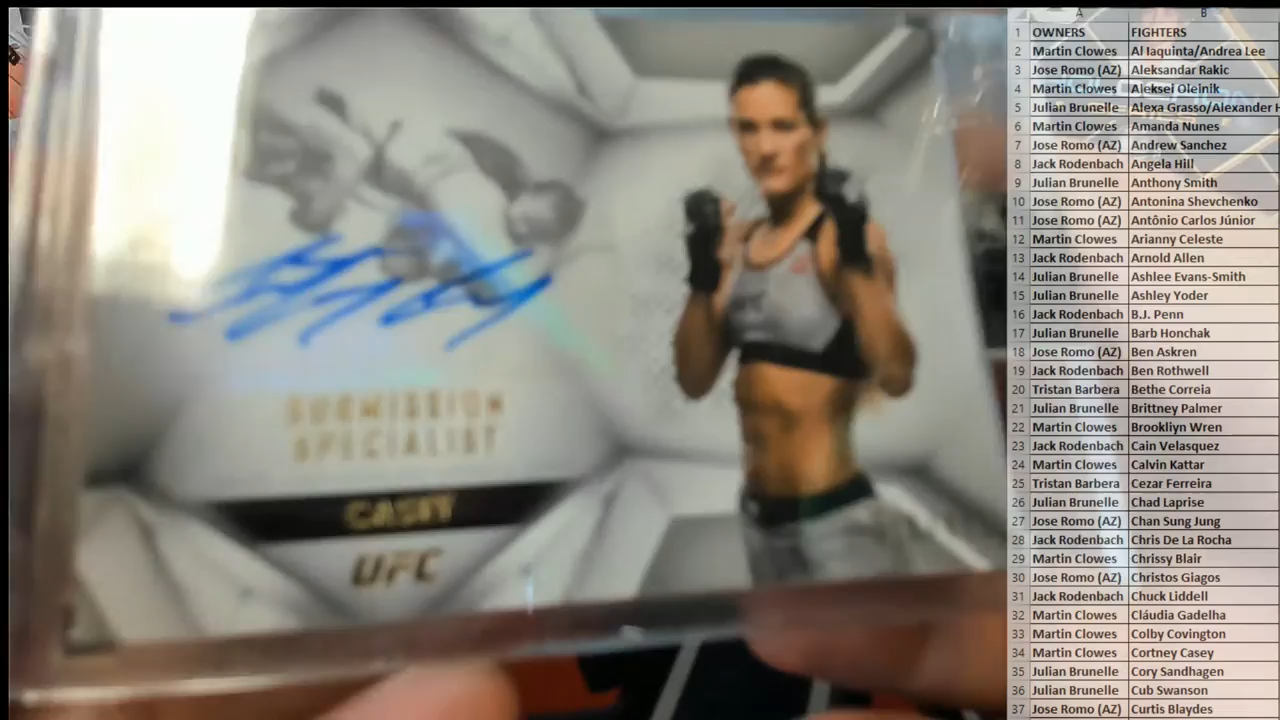 SUBMISSION
SPECIALIST
CASEY
UFC
A B
1 OWNERS FIGHTERS
2 Martin Clowes Al Iaquinta/Andrea Lee
3 Jose Romo (AZ) Aleksandar Rakic
4 Martin Clowes Aleksei Oleinik
5 Julian Brunelle Alexa Grasso/Alexander H
6 Martin Clowes Amanda Nunes
7 Jose Romo (AZ) Andrew Sanchez
8 Jack Rodenbach Angela Hill
9 Julian Brunelle Anthony Smith
10 Jose Romo (AZ) Antonina Shevchenko
11 Jose Romo (AZ) Antônio Carlos Júnior
12 Martin Clowes Arianny Celeste
13 Jack Rodenbach Arnold Allen
14 Julian Brunelle Ashlee Evans-Smith
15 Julian Brunelle Ashley Yoder
16 Jack Rodenbach B.J. Penn
17 Julian Brunelle Barb Honchak
18 Jose Romo (AZ) Ben Askren
19 Jack Rodenbach Ben Rothwell
20 Tristan Barbera Bethe Correia
21 Julian Brunelle Brittney Palmer
22 Martin Clowes Brookliyn Wren
23 Jack Rodenbach Cain Velasquez
24 Martin Clowes Calvin Kattar
25 Tristan Barbera Cezar Ferreira
26 Julian Brunelle Chad Laprise
27 Jose Romo (AZ) Chan Sung Jung
28 Jack Rodenbach Chris De La Rocha
29 Martin Clowes Chrissy Blair
30 Jose Romo (AZ) Christos Giagos
31 Jack Rodenbach Chuck Liddell
32 Martin Clowes Cláudia Gadelha
33 Martin Clowes Colby Covington
34 Martin Clowes Cortney Casey
35 Julian Brunelle Cory Sandhagen
36 Julian Brunelle Cub Swanson
37 Jose Romo (AZ) Curtis Blaydes